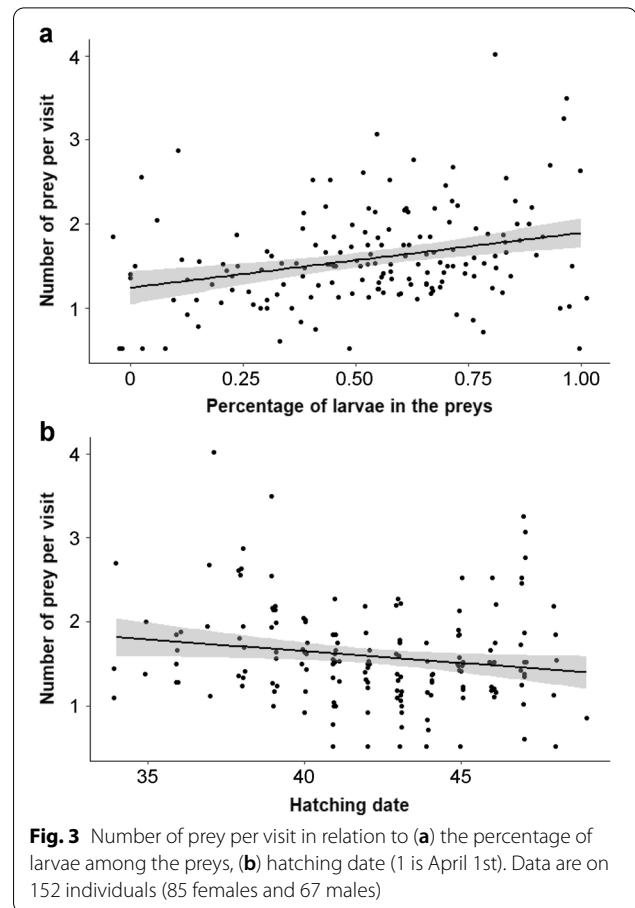 a
Number of prey per visit
4
3
2
1
0
0.25
0.50
0.75
1.00
Percentage of larvae in the preys
b
Number of prey per visit
4
3
2
1
35
40
45
Hatching date
Fig. 3 Number of prey per visit in relation to (a) the percentage of
larvae among the preys, (b) hatching date (1 is April 1st). Data are on
152 individuals (85 females and 67 males)